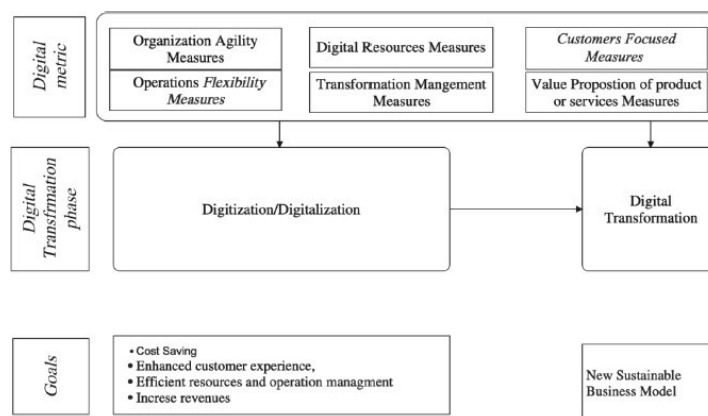 Digital
metric
Organization Agility
Measures
Digital Resources Measures
Customers Focused
Measures
Operations Flexibility
Measures
Transformation Mangement
Measures
Value Propostion of product
or services Measures
Digital
Transfrmation
phase
Digitization/Digitalization
Digital
Transformation
Goals
• Cost Saving
• Enhanced customer experience,
• Efficient resources and operation managment
• Increse revenues
New Sustainable
Business Model